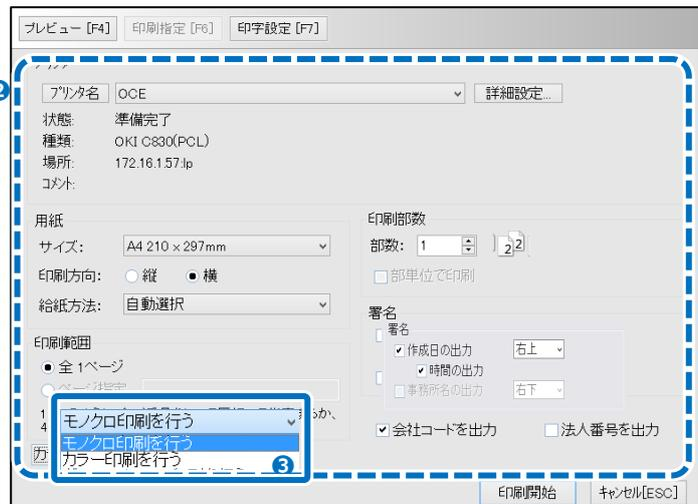 プレビュー [F4] 印刷指定 [F6] 印字設定 [F7]
❷
プリンタ名 OCE 詳細設定...
状態: 準備完了
種類: OKI C830(PCL)
場所: 172.16.1.57:lp
コメント:
用紙
サイズ: A4 210 × 297mm
印刷方向: 縦 横
給紙方法: 自動選択
印刷部数
部数: 1
部単位で印刷
署名
署名
作成日の出力 右上
時間の出力
事務所名の出力 右下
印刷範囲
全 1ページ
ページ指定
モノクロ印刷を行う
モノクロ印刷を行う
カラー印刷を行う
❸
会社コードを出力 法人番号を出力
印刷開始 キャンセル[ESC]